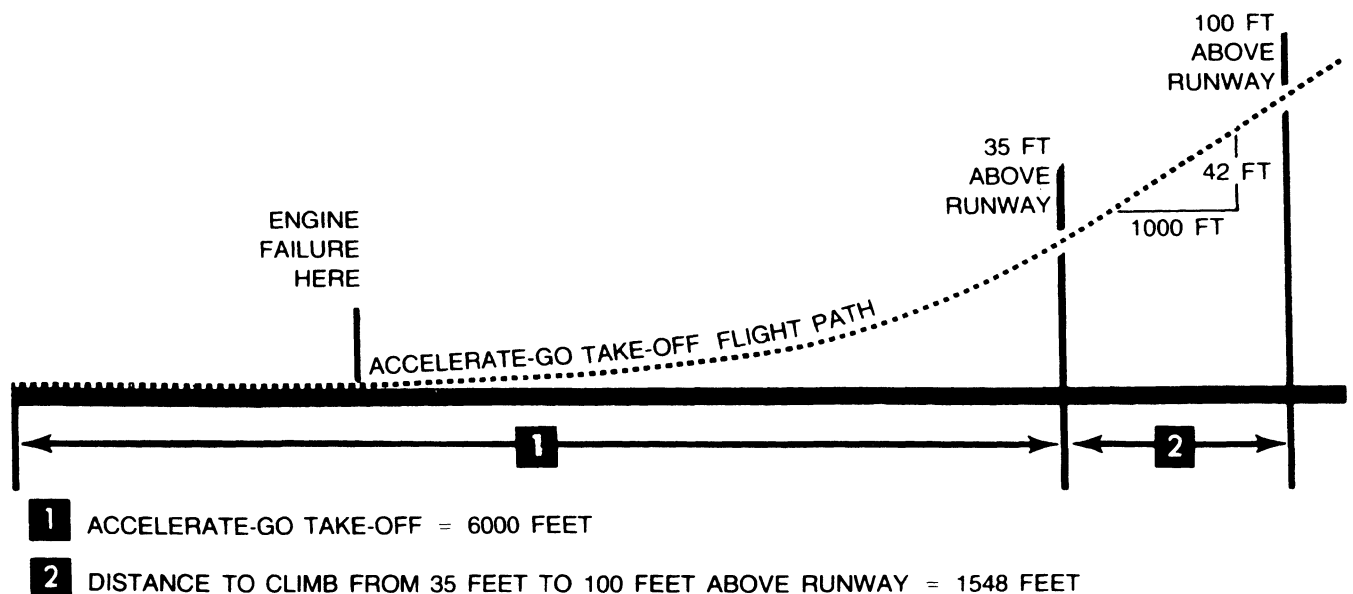 100 FT
ABOVE
RUNWAY
35 FT
ABOVE
RUNWAY
42 FT
1000 FT
ENGINE
FAILURE
HERE
ACCELERATE-GO TAKE-OFF FLIGHT PATH
1
2
1 ACCELERATE-GO TAKE-OFF = 6000 FEET
2 DISTANCE TO CLIMB FROM 35 FEET TO 100 FEET ABOVE RUNWAY = 1548 FEET